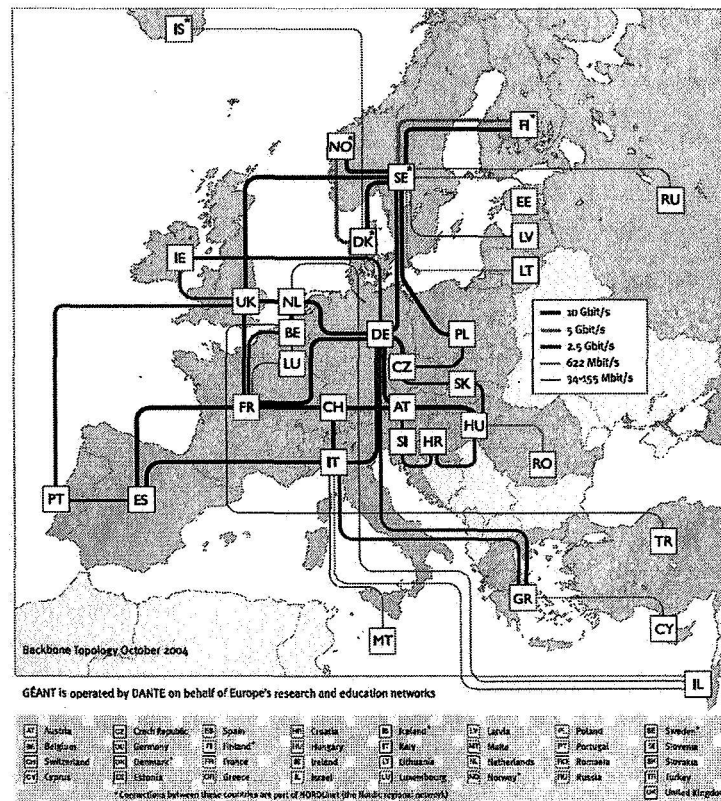 IS*
NO*
FI*
SE*
RU
EE
DK*
LV
IE
LT
UK
NL
BE
DE
PL
10 Gbit/s
5 Gbit/s
2.5 Gbit/s
622 Mbit/s
34-155 Mbit/s
LU
CZ
SK
FR
CH
AT
HU
SI
HR
IT
RO
PT
ES
TR
GR
MT
CY
IL
Backbone Topology October 2004
GÉANT is operated by DANTE on behalf of Europe's research and education networks
AT Austria
CZ Czech Republic
ES Spain
HR Croatia
IS Iceland*
LV Latvia
PL Poland
SE Sweden*
BE Belgium
DE Germany
FI Finland*
HU Hungary
IT Italy
MT Malta
PT Portugal
SI Slovenia
CH Switzerland
DK Denmark*
FR France
IE Ireland
LT Lithuania
NL Netherlands
RO Romania
SK Slovakia
CY Cyprus
EE Estonia
GR Greece
IL Israel
LU Luxembourg
NO Norway*
RU Russia
TR Turkey
UK United Kingdom
* Connections between these countries are part of NORDUnet (the Nordic regional network)